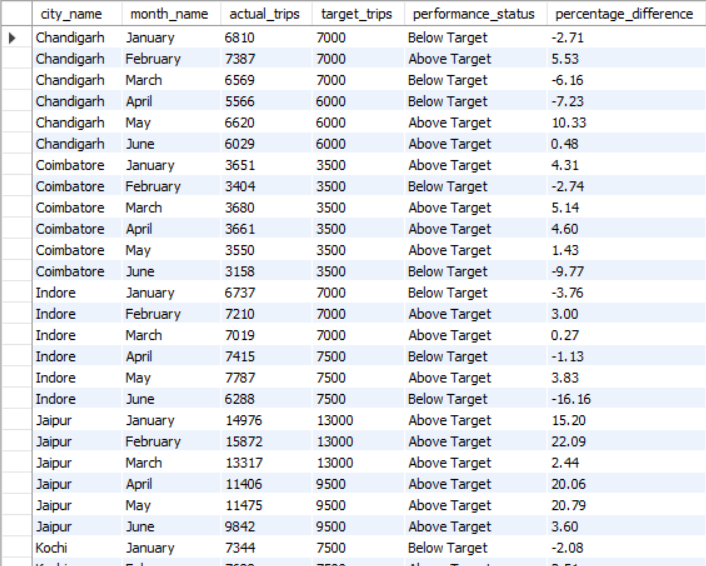 city_name month_name actual_trips target_trips performance_status percentage_difference
Chandigarh January 6810 7000 Below Target -2.71
Chandigarh February 7387 7000 Above Target 5.53
Chandigarh March 6569 7000 Below Target -6.16
Chandigarh April 5566 6000 Below Target -7.23
Chandigarh May 6620 6000 Above Target 10.33
Chandigarh June 6029 6000 Above Target 0.48
Coimbatore January 3651 3500 Above Target 4.31
Coimbatore February 3404 3500 Below Target -2.74
Coimbatore March 3680 3500 Above Target 5.14
Coimbatore April 3661 3500 Above Target 4.60
Coimbatore May 3550 3500 Above Target 1.43
Coimbatore June 3158 3500 Below Target -9.77
Indore January 6737 7000 Below Target -3.76
Indore February 7210 7000 Above Target 3.00
Indore March 7019 7000 Above Target 0.27
Indore April 7415 7500 Below Target -1.13
Indore May 7787 7500 Above Target 3.83
Indore June 6288 7500 Below Target -16.16
Jaipur January 14976 13000 Above Target 15.20
Jaipur February 15872 13000 Above Target 22.09
Jaipur March 13317 13000 Above Target 2.44
Jaipur April 11406 9500 Above Target 20.06
Jaipur May 11475 9500 Above Target 20.79
Jaipur June 9842 9500 Above Target 3.60
Kochi January 7344 7500 Below Target -2.08